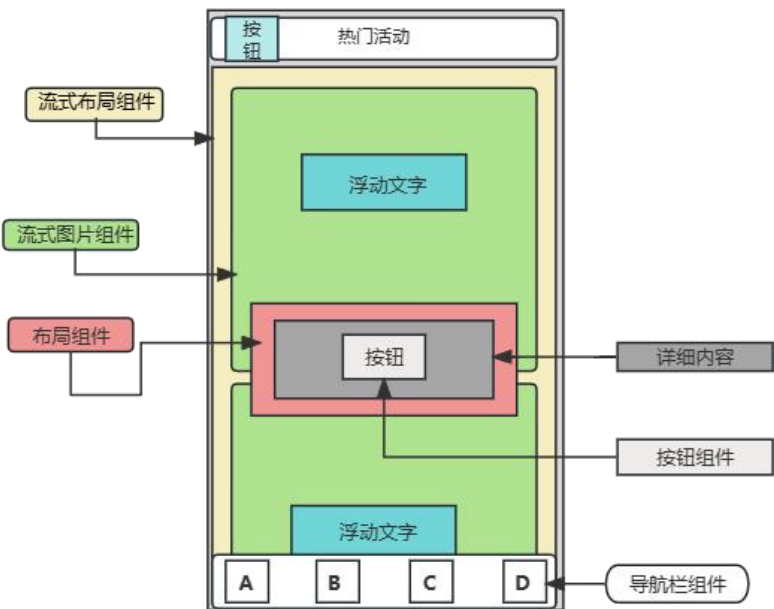 按
钮
热门活动
流式布局组件
浮动文字
流式图片组件
布局组件
按钮
详细内容
按钮组件
浮动文字
A B C D
导航栏组件